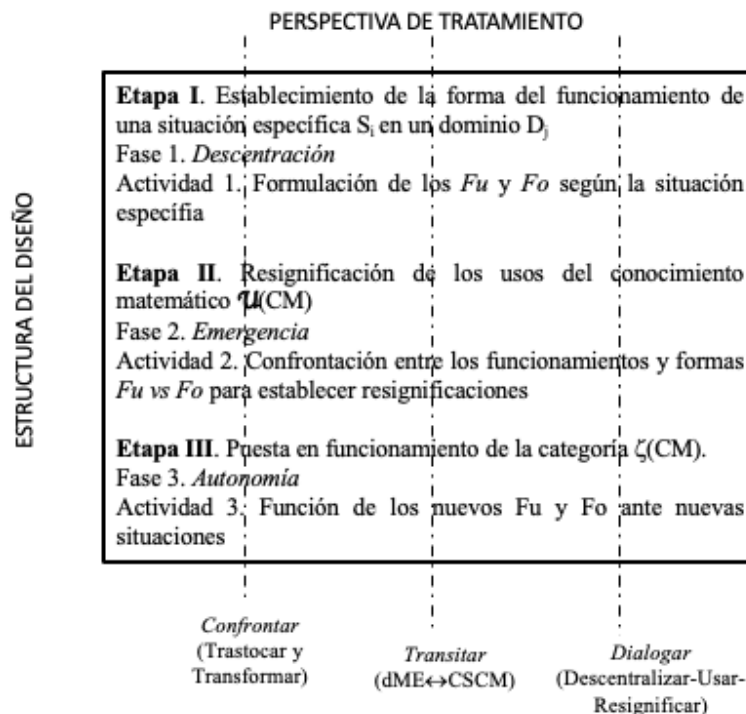 PERSPECTIVA DE TRATAMIENTO
ESTRUCTURA DEL DISEÑO
Etapa I. Establecimiento de la forma del funcionamiento de
una situación específica Si en un dominio Dj
Fase 1. Descentración
Actividad 1. Formulación de los Fu y Fo según la situación
específia
Etapa II. Resignificación de los usos del conocimiento
matemático 𝓤(CM)
Fase 2. Emergencia
Actividad 2. Confrontación entre los funcionamientos y formas
Fu vs Fo para establecer resignificaciones
Etapa III. Puesta en funcionamiento de la categoría ζ(CM).
Fase 3. Autonomía
Actividad 3. Función de los nuevos Fu y Fo ante nuevas
situaciones
Confrontar
(Trastocar y
Transformar)
Transitar
(dME↔CSCM)
Dialogar
(Descentralizar-Usar-
Resignificar)